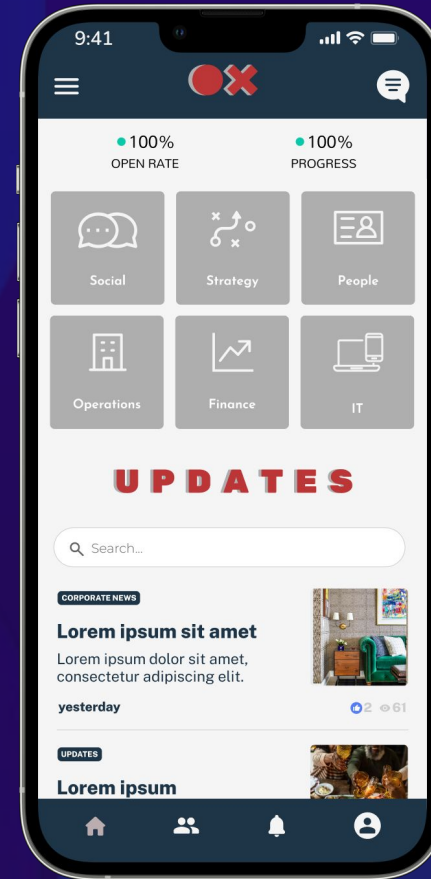 9:41
OX
100% 100%
OPEN RATE PROGRESS
Social Strategy People
Operations Finance IT
UPDATES
Search...
CORPORATE NEWS
Lorem ipsum sit amet
Lorem ipsum dolor sit amet,
consectetur adipiscing elit.
yesterday 2 61
UPDATES
Lorem ipsum